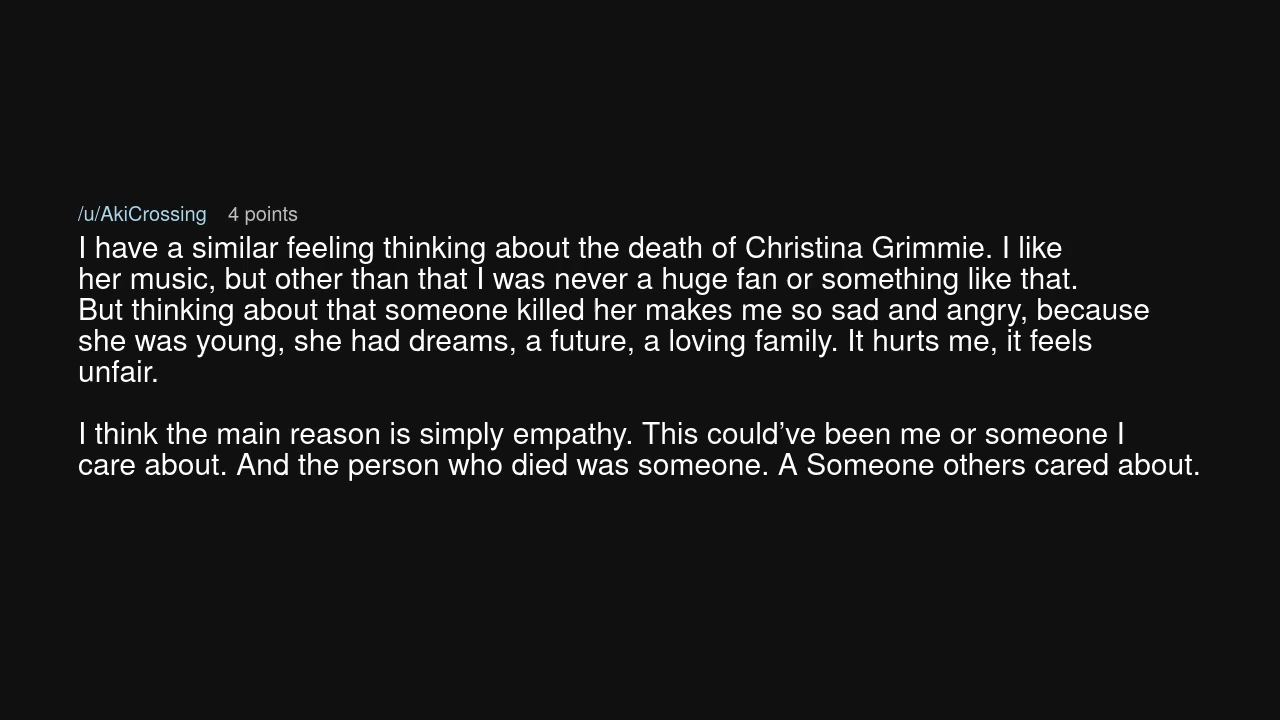 /u/AkiCrossing 4 points
I have a similar feeling thinking about the death of Christina Grimmie. I like
her music, but other than that I was never a huge fan or something like that.
But thinking about that someone killed her makes me so sad and angry, because
she was young, she had dreams, a future, a loving family. It hurts me, it feels
unfair.
I think the main reason is simply empathy. This could’ve been me or someone I
care about. And the person who died was someone. A Someone others cared about.